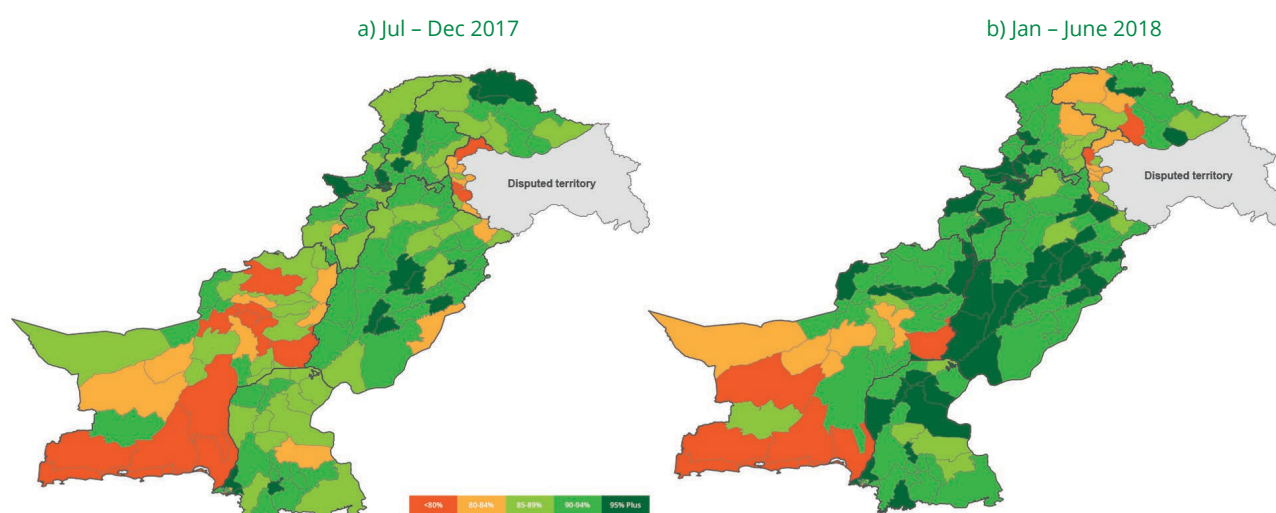 a) Jul – Dec 2017
b) Jan – June 2018
Disputed territory
Disputed territory
<80% 80-84% 85-89% 90-94% 95% Plus